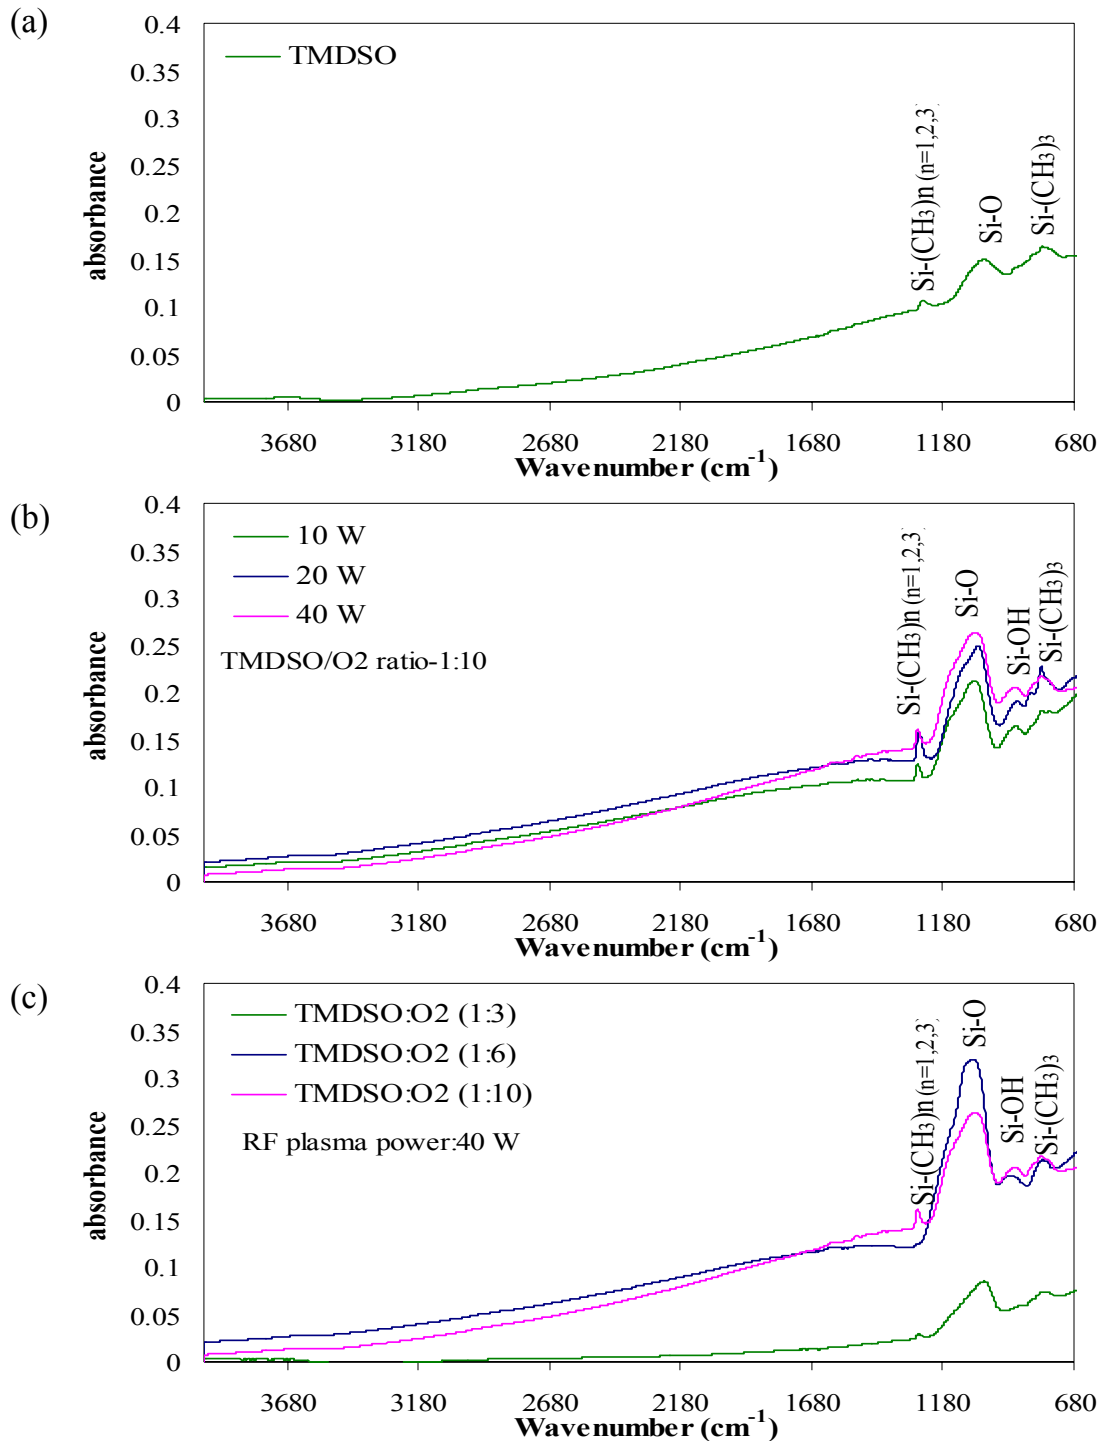 (a)
0.4
0.35
0.3
0.25
0.2
0.15
0.1
0.05
0
absorbance
TMDSO
Si-(CH3)n (n=1,2,3)
Si-O
Si-(CH3)3
3680 3180 2680 2180 1680 1180 680
Wavenumber (cm⁻¹)
(b)
0.4
0.35
0.3
0.25
0.2
0.15
0.1
0.05
0
absorbance
10 W
20 W
40 W
TMDSO/O2 ratio-1:10
Si-(CH3)n (n=1,2,3)
Si-O
Si-OH
Si-(CH3)3
3680 3180 2680 2180 1680 1180 680
Wavenumber (cm⁻¹)
(c)
0.4
0.35
0.3
0.25
0.2
0.15
0.1
0.05
0
absorbance
TMDSO:O2 (1:3)
TMDSO:O2 (1:6)
TMDSO:O2 (1:10)
RF plasma power:40 W
Si-(CH3)n (n=1,2,3)
Si-O
Si-OH
Si-(CH3)3
3680 3180 2680 2180 1680 1180 680
Wavenumber (cm⁻¹)